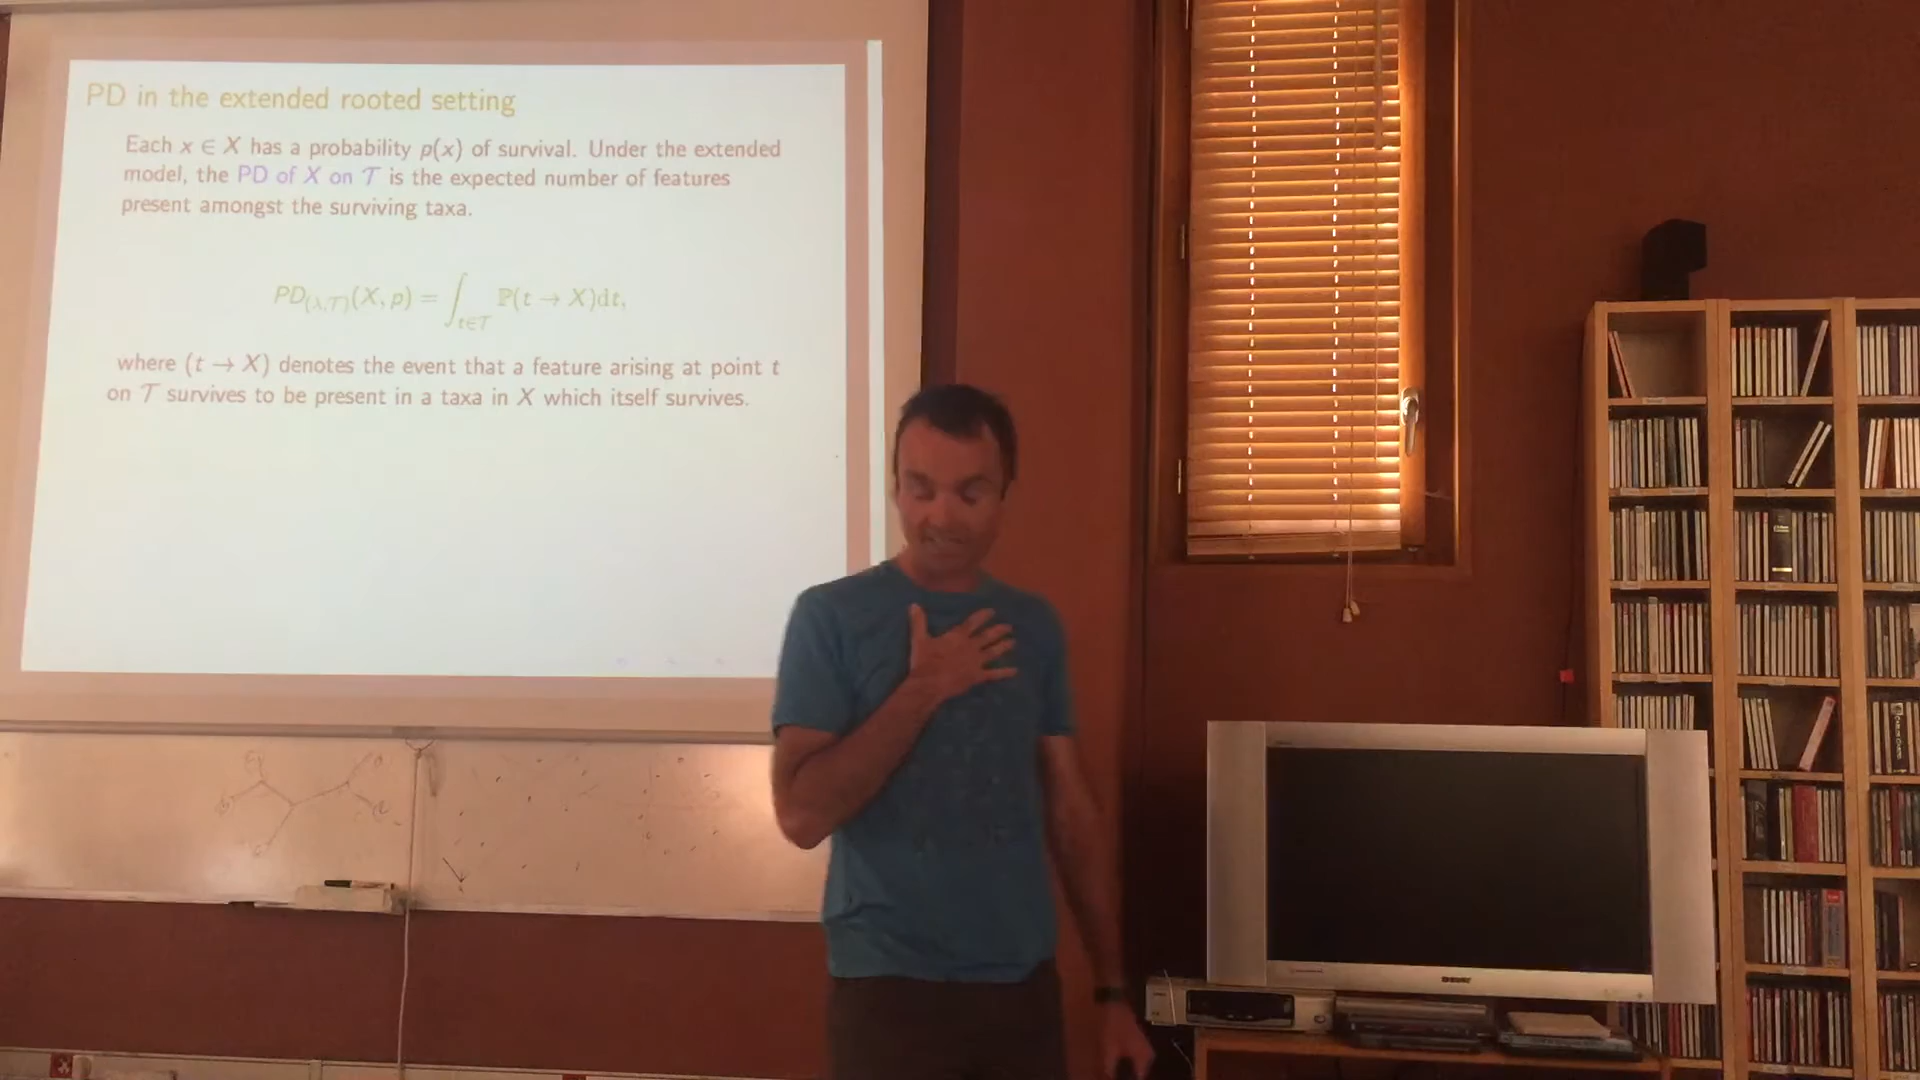 PD in the extended rooted setting
Each x ∈ X has a probability p(x) of survival. Under the extended
model, the PD of X on 𝒯 is the expected number of features
present amongst the surviving taxa.
PD_{(λ,𝒯)}(X, p) = ∫_{t∈𝒯} ℙ(t → X)dt,
where (t → X) denotes the event that a feature arising at point t
on 𝒯 survives to be present in a taxa in X which itself survives.